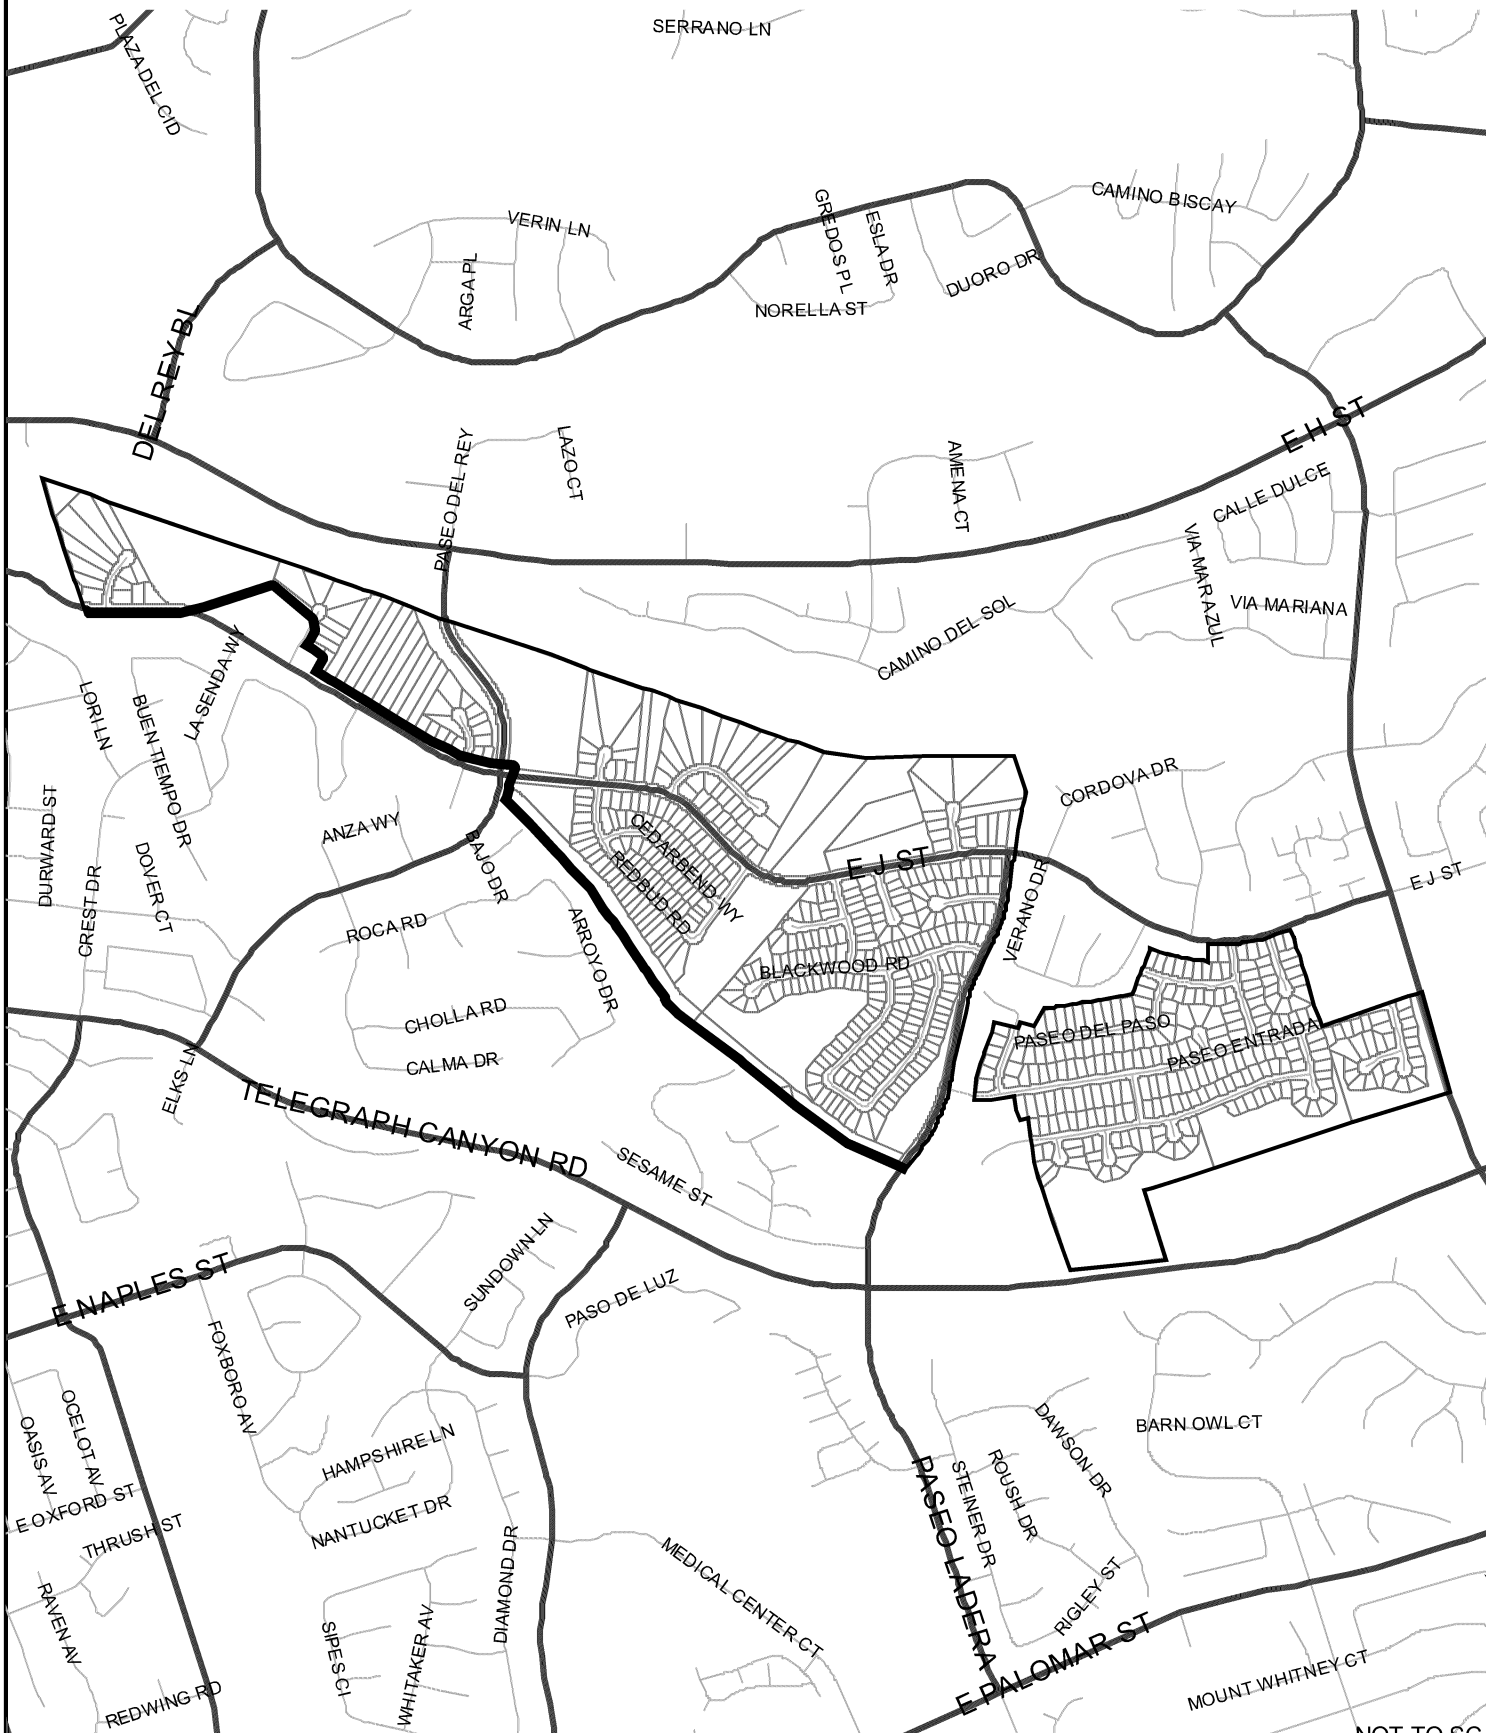 SERRANO LN
PLAZA DEL CID
CAMINO BISCAY
VERIN LN
GREDOS PL
ESLA DR
DUORO DR
ARGA PL
NORELLA ST
DEL REY BL
E H ST
PASEO DEL REY
LAZO CT
AMENA CT
CALLE DULCE
VIA MARAZUL
VIA MARIANA
CAMINO DEL SOL
LA SENDA WY
LORI LN
BUEN TIEMPO DR
CORDOVA DR
DURWARD ST
ANZA WY
CEDARBEND WY
REDBUD RD
E J ST
E J ST
BAJO DR
DOVER CT
CREST DR
VERANO DR
ROCA RD
ARROYO DR
BLACKWOOD RD
CHOLLA RD
PASEO DEL PASO
PASEO ENTRADA
CALMA DR
ELKS LN
TELEGRAPH CANYON RD
SESAME ST
SUNDOWN LN
E NAPLES ST
PASO DE LUZ
FOXBORO AV
OCELOT AV
OASIS AV
HAMPSHIRE LN
DAWSON DR
BARN OWL CT
ROUSH DR
STEINER DR
PASEO LADERA
E OXFORD ST
NANTUCKET DR
THRUSH ST
DIAMOND DR
MEDICAL CENTER CT
RIGLEY ST
RAVEN AV
SIPES CI
WHITAKER AV
E PALOMAR ST
MOUNT WHITNEY CT
REDWING RD